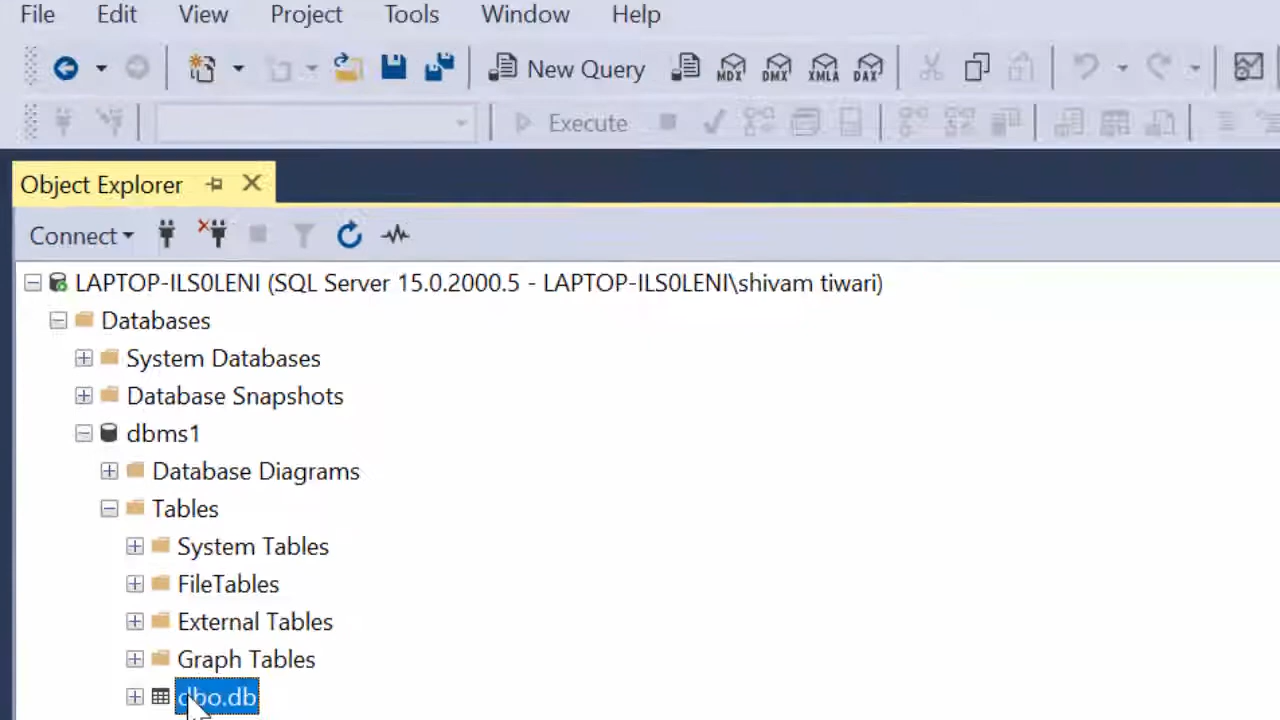 File Edit View Project Tools Window Help
New Query MDX DMX XMLA DAX
Execute
Object Explorer
Connect
LAPTOP-ILS0LENI (SQL Server 15.0.2000.5 - LAPTOP-ILS0LENI\shivam tiwari)
Databases
System Databases
Database Snapshots
dbms1
Database Diagrams
Tables
System Tables
FileTables
External Tables
Graph Tables
dbo.db